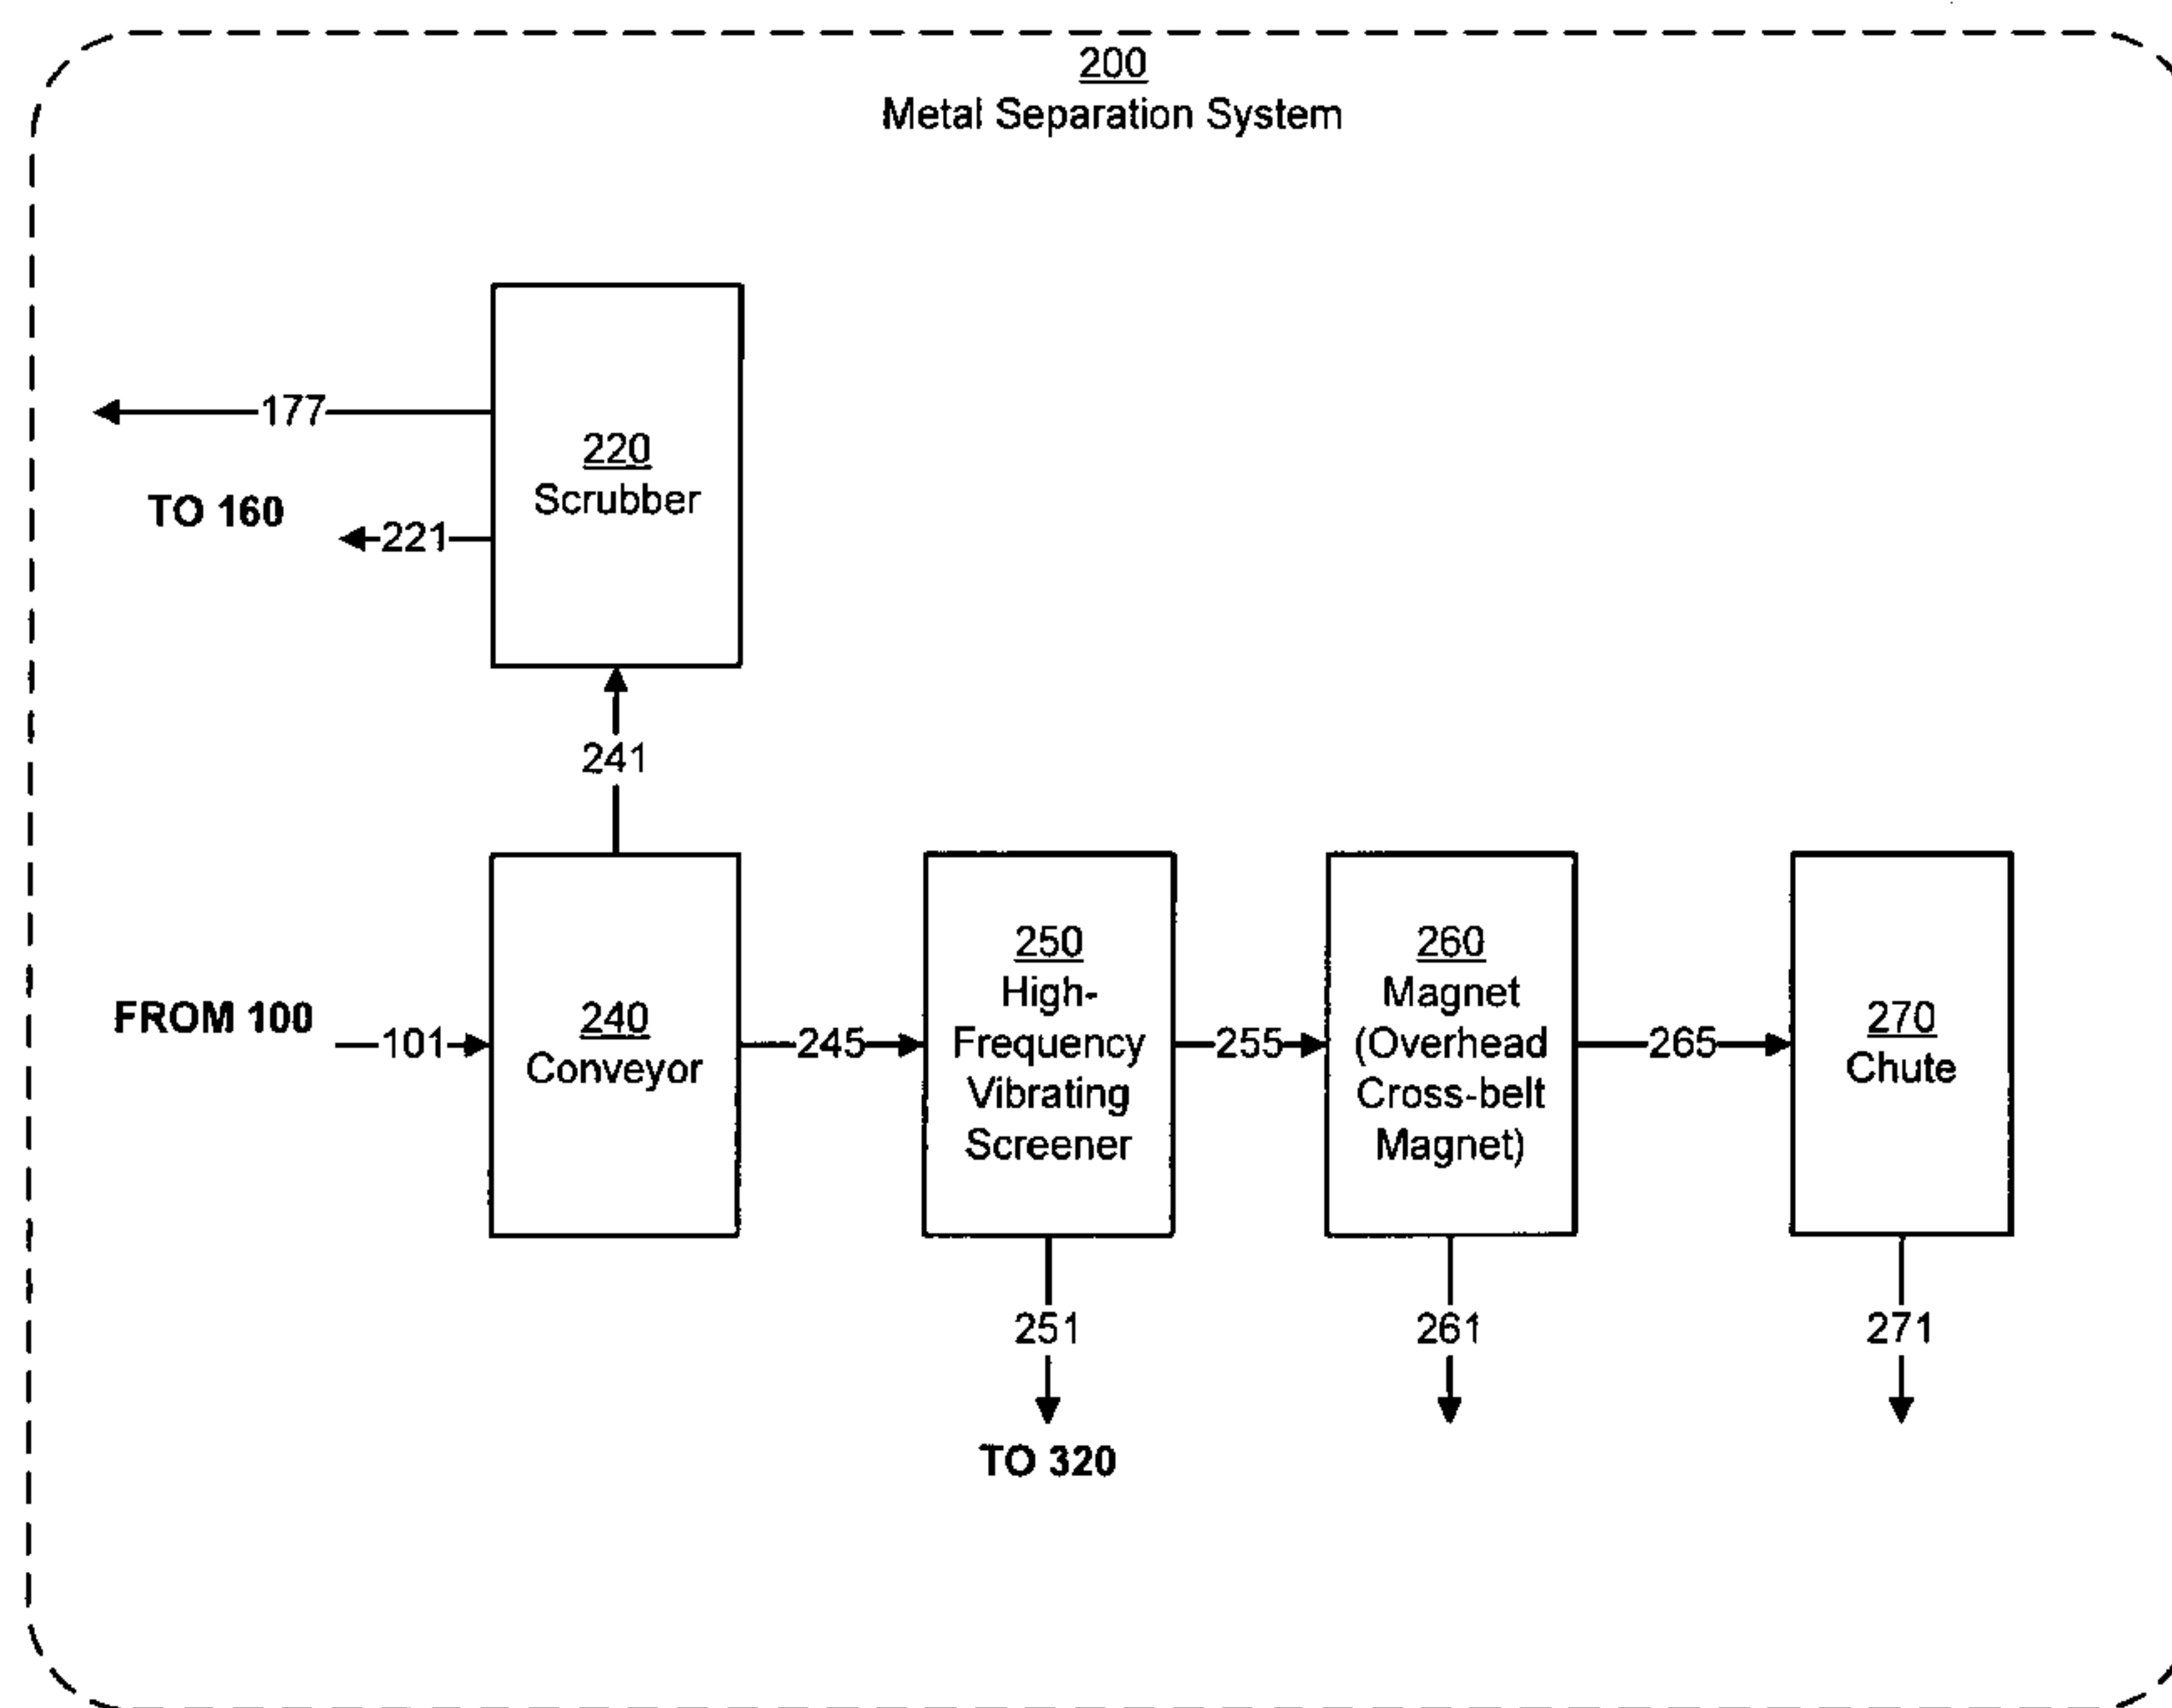 200
Metal Separation System
177
220
Scrubber
TO 160
221
241
FROM 100
101
240
Conveyor
245
250
High-
Frequency
Vibrating
Screener
255
260
Magnet
(Overhead
Cross-belt
Magnet)
265
270
Chute
251
261
271
TO 320